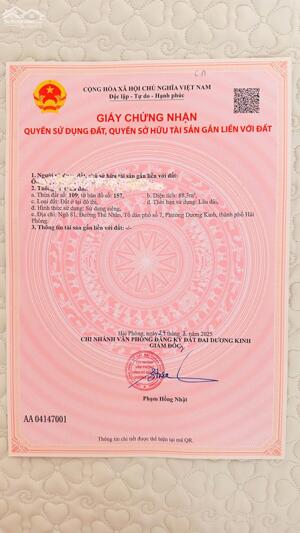 CỘNG HÒA XÃ HỘI CHỦ NGHĨA VIỆT NAM
Độc lập - Tự do - Hạnh phúc
GIẤY CHỨNG NHẬN
QUYỀN SỬ DỤNG ĐẤT, QUYỀN SỞ HỮU TÀI SẢN GẮN LIỀN VỚI ĐẤT
1. Người sử dụng đất, chủ sở hữu tài sản gắn liền với đất:
2. Thông
a. Thửa đất số: 109; tờ bản đồ số: 157, b. Diện tích: 89,7m²,
c. Loại đất: Đất ở tại đô thị, d. Thời hạn sử dụng: Lâu dài,
đ. Hình thức sử dụng: Sử dụng riêng,
e. Địa chỉ: Ngõ 81, Đường Thư Nhân, Tổ dân phố số 7, Phường Dương Kinh, thành phố Hải
Phòng.
3. Thông tin tài sản gắn liền với đất: -/-
Hải Phòng, ngày tháng năm 2025
CHI NHÁNH VĂN PHÒNG ĐĂNG KÝ ĐẤT ĐAI DƯƠNG KINH
GIÁM ĐỐC
Phạm Hồng Nhật
AA 04147001
Thông tin chi tiết được thể hiện tại mã QR.